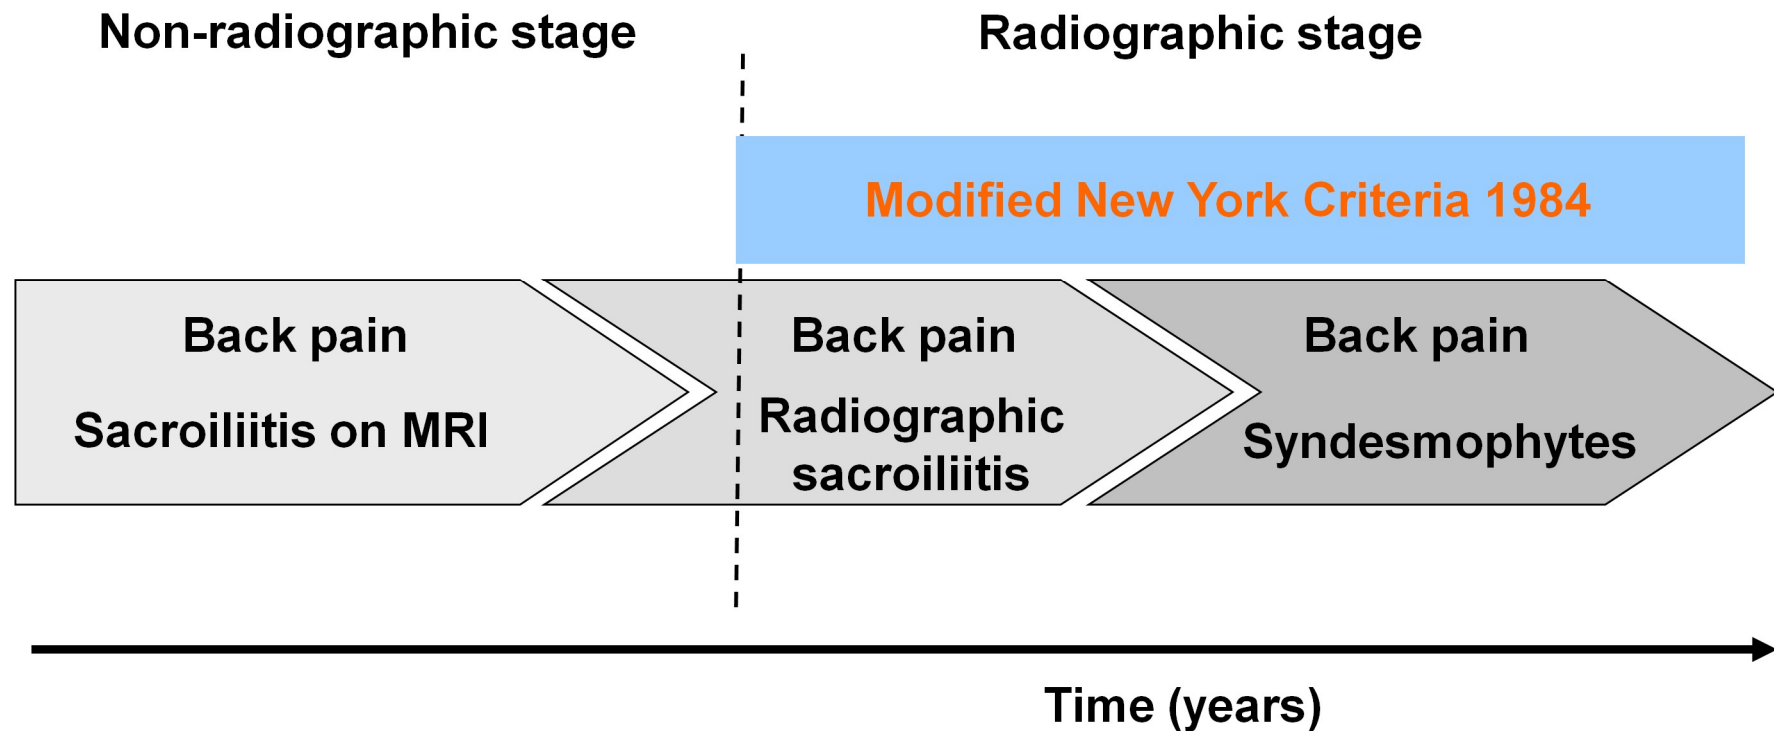 Non-radiographic stage
Radiographic stage
Modified New York Criteria 1984
Back pain
Sacroiliitis on MRI
Back pain
Radiographic
sacroiliitis
Back pain
Syndesmophytes
Time (years)